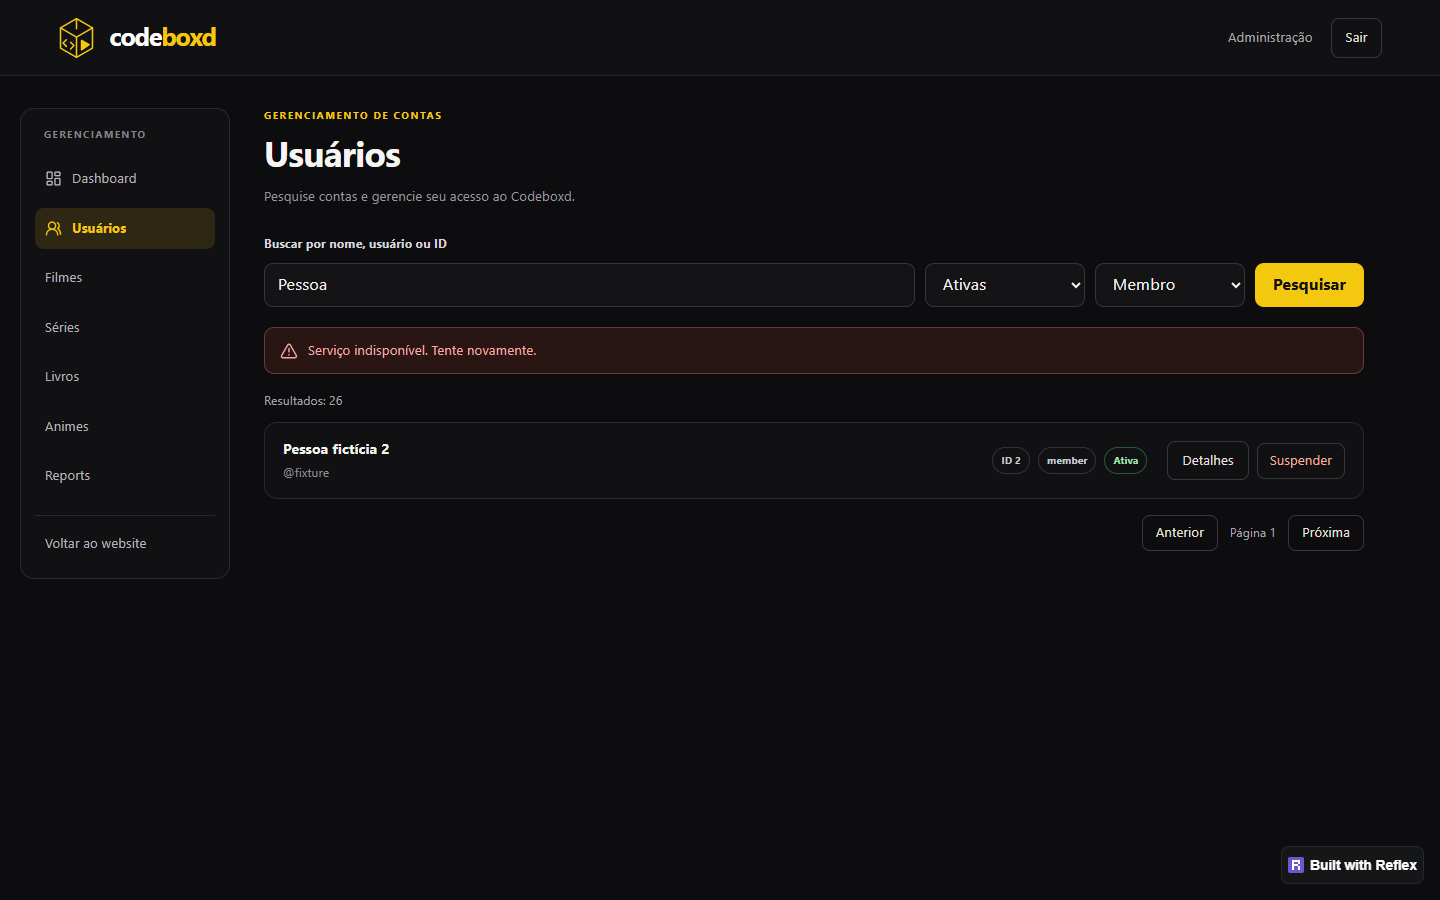 codeboxd
Administração
Sair
GERENCIAMENTO
Dashboard
Usuários
Filmes
Séries
Livros
Animes
Reports
Voltar ao website
GERENCIAMENTO DE CONTAS
Usuários
Pesquise contas e gerencie seu acesso ao Codeboxd.
Buscar por nome, usuário ou ID
Pessoa
Ativas
Membro
Pesquisar
Serviço indisponível. Tente novamente.
Resultados: 26
Pessoa fictícia 2
@fixture
ID 2
member
Ativa
Detalhes
Suspender
Anterior
Página 1
Próxima
Built with Reflex